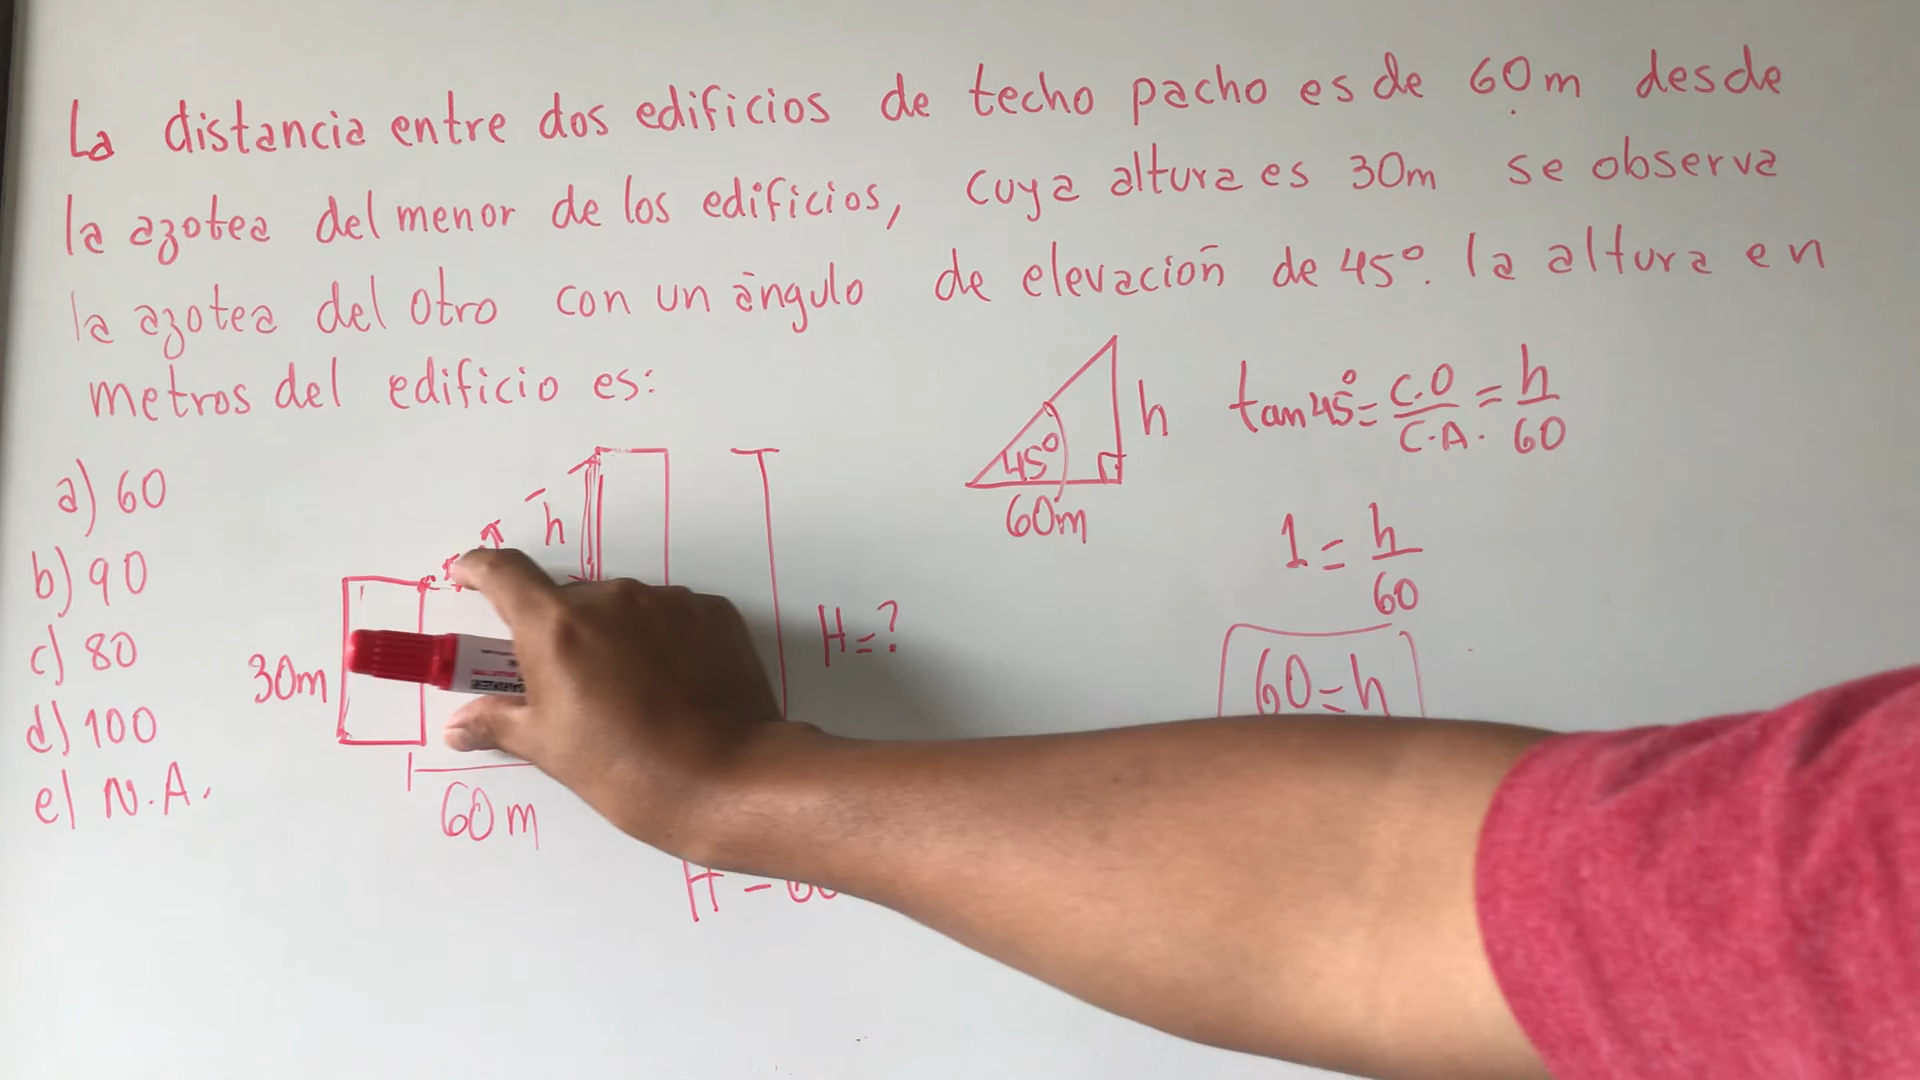 La distancia entre dos edificios de techo pacho es de 60m desde
la azotea del menor de los edificios, cuya altura es 30m se observa
la azotea del otro con un ángulo de elevación de 45°. la altura en
metros del edificio es:
a) 60
b) 90
c) 80
d) 100
e) N.A.
30m
60m
h
H=?
H =
45°
60m
h
tan45°= C.O/C.A. = h/60
1 = h/60
60=h